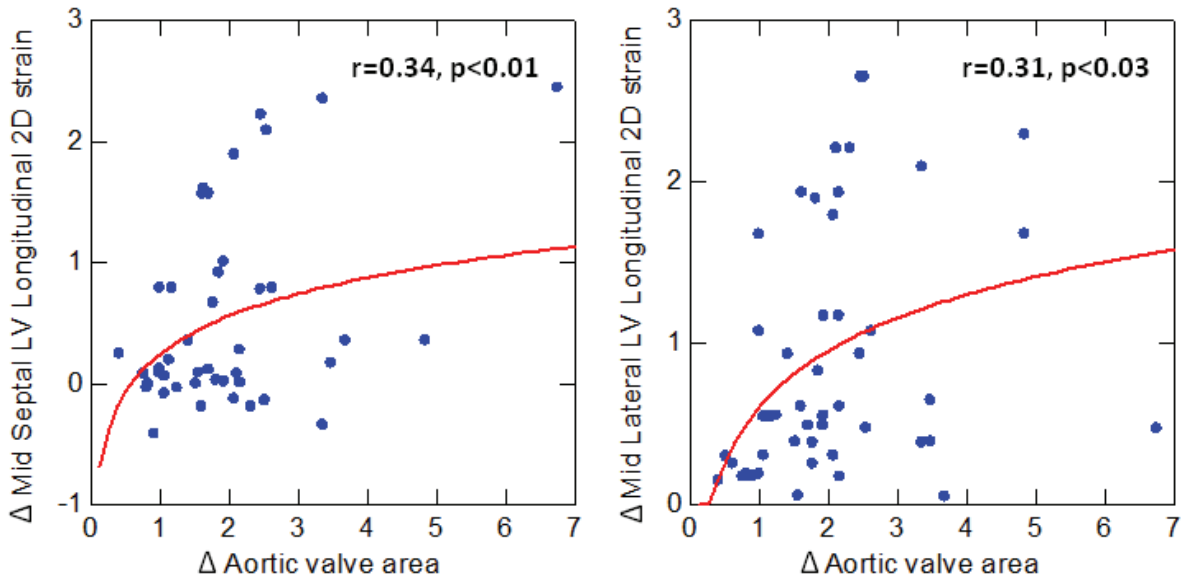 Δ Mid Septal LV Longitudinal 2D strain
3
2
1
0
-1
r=0.34, p<0.01
0 1 2 3 4 5 6 7
Δ Aortic valve area
Δ Mid Lateral LV Longitudinal 2D strain
3
2
1
0
r=0.31, p<0.03
0 1 2 3 4 5 6 7
Δ Aortic valve area